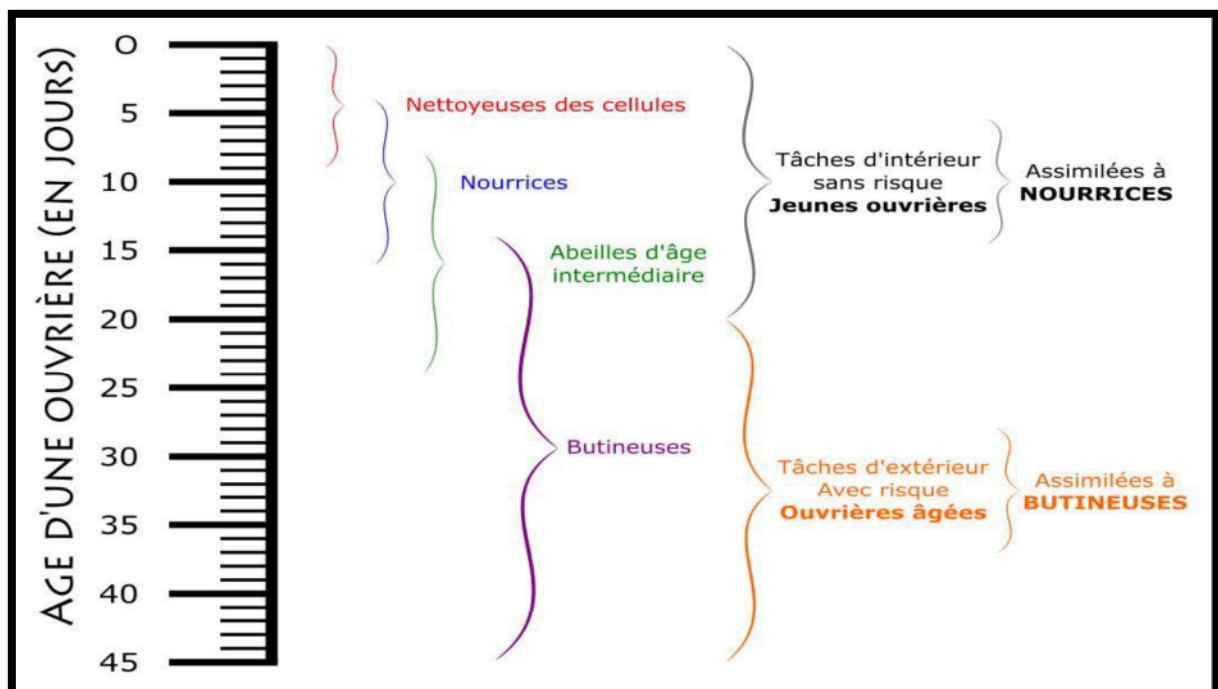 AGE D'UNE OUVRIÈRE (EN JOURS)
0
5
10
15
20
25
30
35
40
45
Nettoyeuses des cellules
Nourrices
Abeilles d'âge
intermédiaire
Butineuses
Tâches d'intérieur
sans risque
Jeunes ouvrières
Assimilées à
NOURRICES
Tâches d'extérieur
Avec risque
Ouvrières âgées
Assimilées à
BUTINEUSES